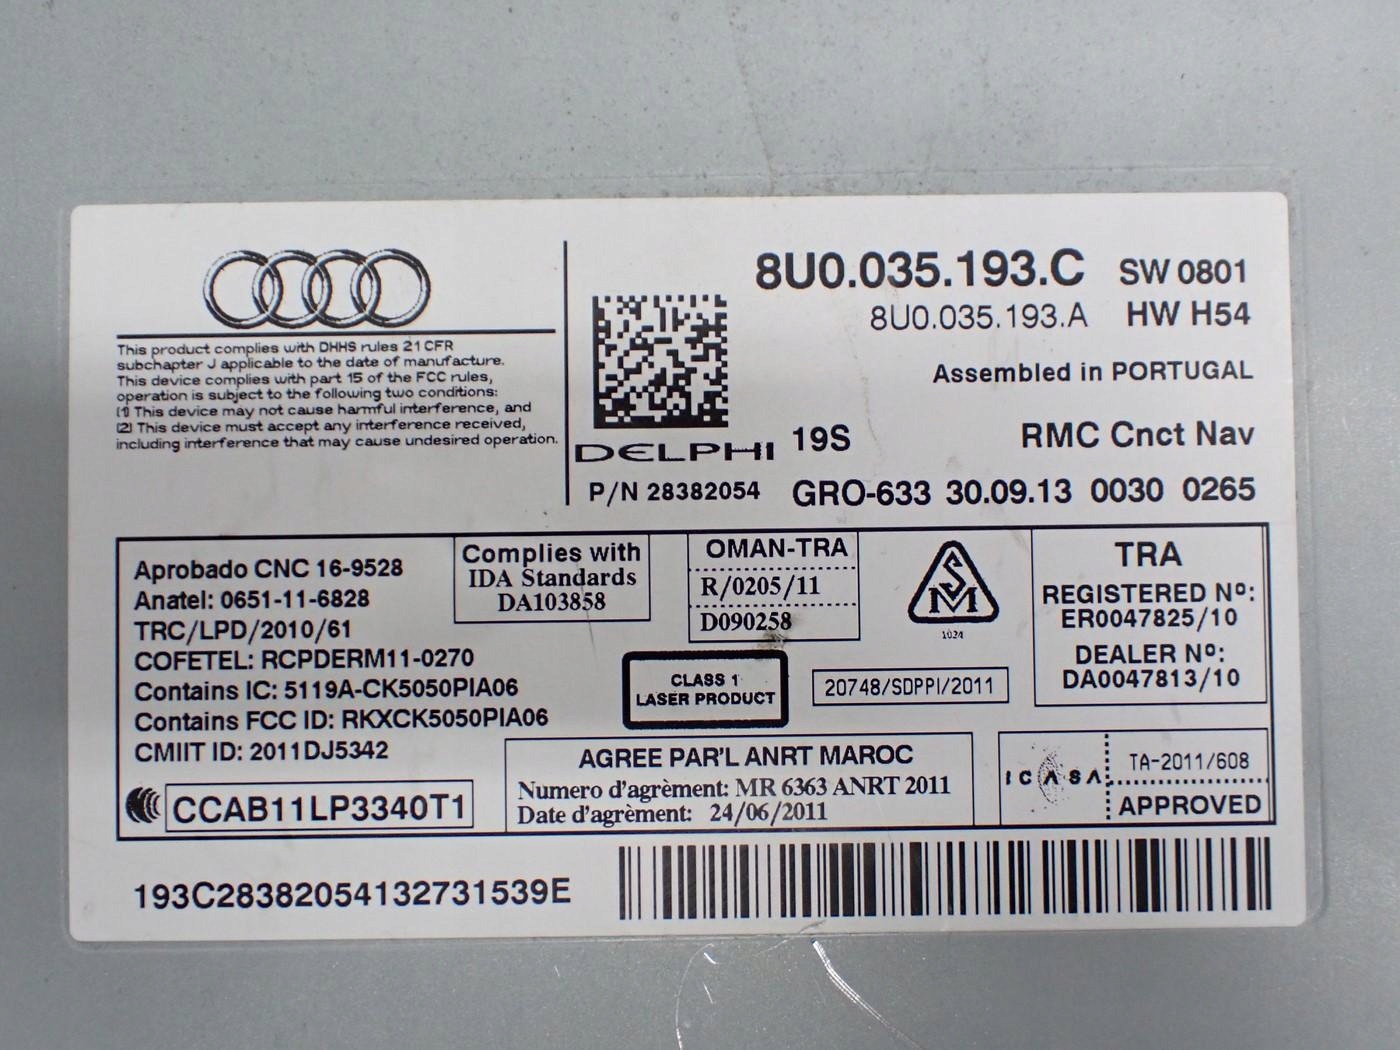 This product complies with DHHS rules 21 CFR
subchapter J applicable to the date of manufacture.
This device complies with part 15 of the FCC rules,
operation is subject to the following two conditions:
(1) This device may not cause harmful interference, and
(2) This device must accept any interference received,
including interference that may cause undesired operation.
8U0.035.193.C SW 0801
8U0.035.193.A HW H54
Assembled in PORTUGAL
DELPHI 19S RMC Cnct Nav
P/N 28382054 GRO-633 30.09.13 0030 0265
Aprobado CNC 16-9528
Anatel: 0651-11-6828
TRC/LPD/2010/61
COFETEL: RCPDERM11-0270
Contains IC: 5119A-CK5050PIA06
Contains FCC ID: RKXCK5050PIA06
CMIIT ID: 2011DJ5342
CCAB11LP3340T1
Complies with
IDA Standards
DA103858
OMAN-TRA
R/0205/11
D090258
CLASS 1
LASER PRODUCT
SM
1024
20748/SDPPI/2011
TRA
REGISTERED Nº:
ER0047825/10
DEALER Nº:
DA0047813/10
AGREE PAR'L ANRT MAROC
Numero d'agrèment: MR 6363 ANRT 2011
Date d'agrèment: 24/06/2011
ICASA
TA-2011/608
APPROVED
193C28382054132731539E